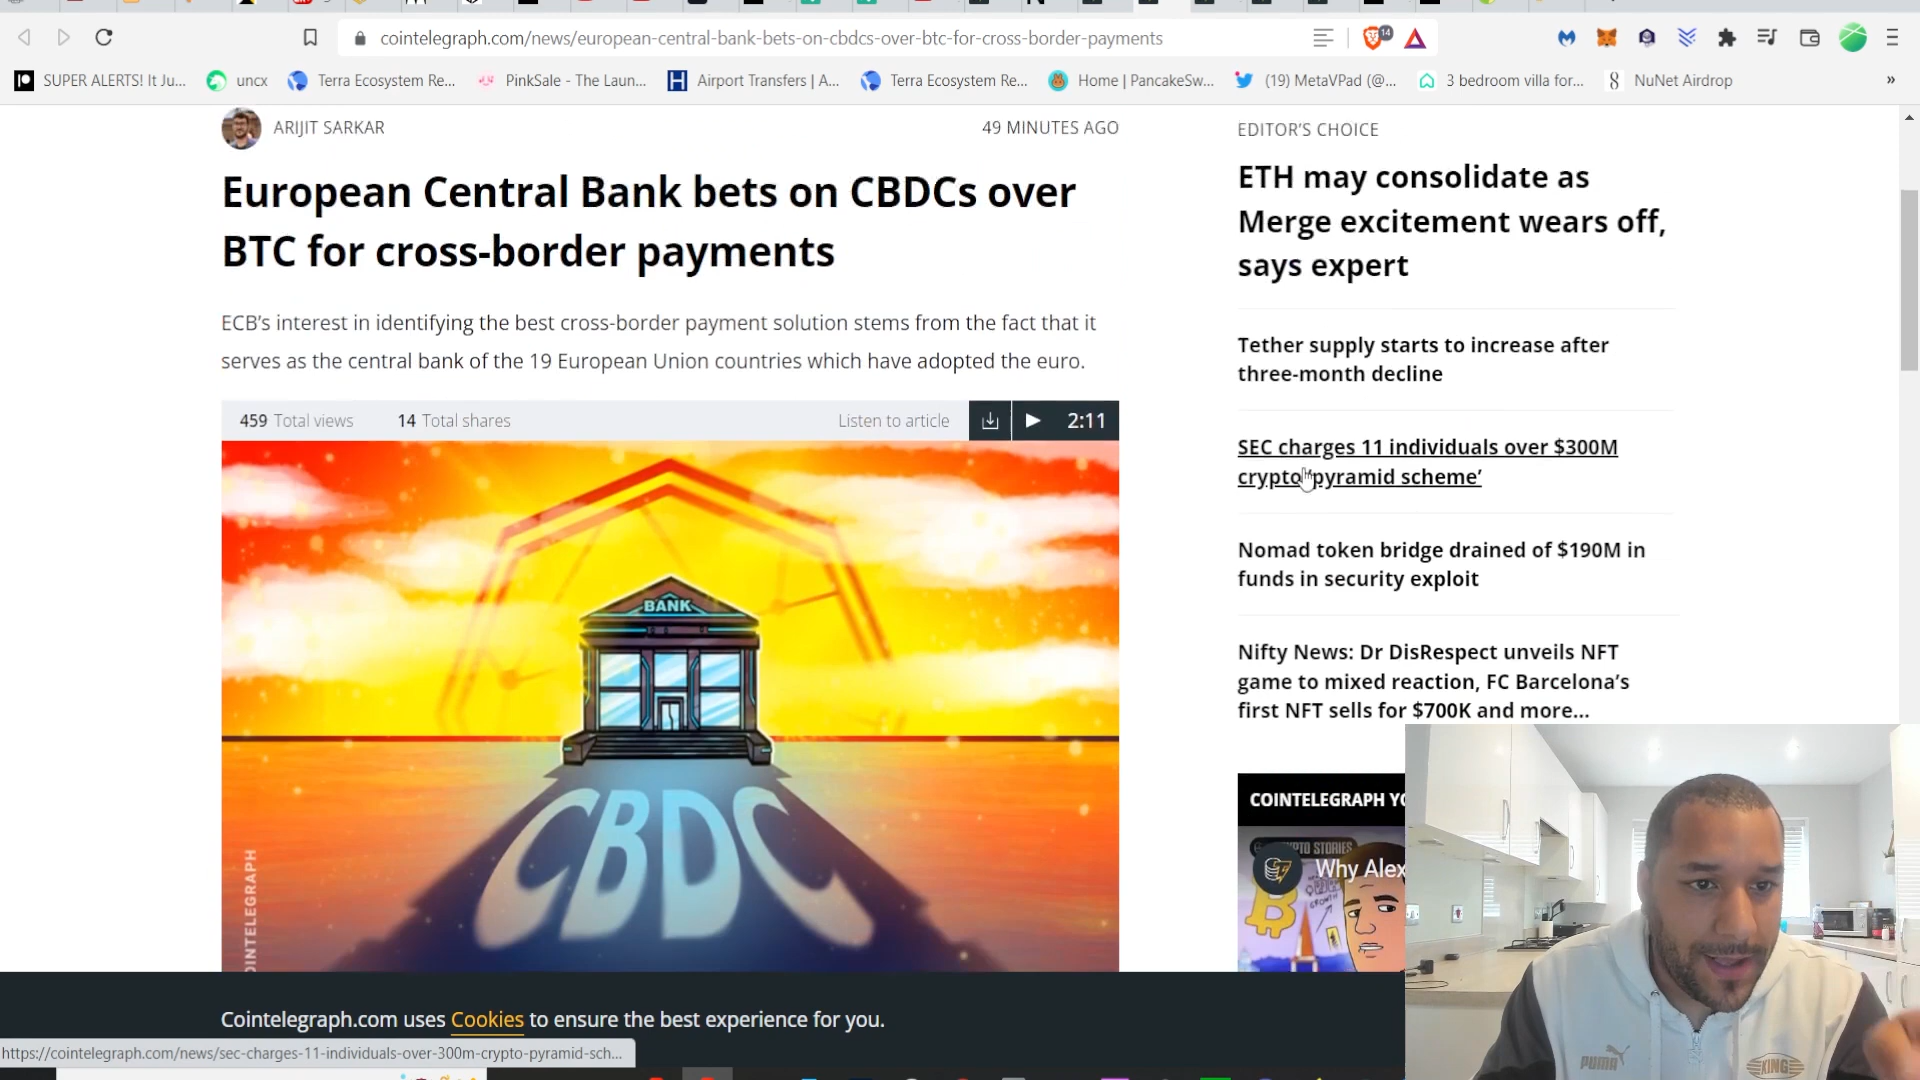 cointelegraph.com/news/european-central-bank-bets-on-cbdcs-over-btc-for-cross-border-payments
14
SUPER ALERTS! It Ju...
uncx
Terra Ecosystem Re...
PinkSale - The Laun...
Airport Transfers | A...
Terra Ecosystem Re...
Home | PancakeSw...
(19) MetaVPad (@...
3 bedroom villa for...
NuNet Airdrop
»
ARIJIT SARKAR
49 MINUTES AGO
European Central Bank bets on CBDCs over
BTC for cross-border payments
ECB's interest in identifying the best cross-border payment solution stems from the fact that it
serves as the central bank of the 19 European Union countries which have adopted the euro.
459 Total views
14 Total shares
Listen to article
2:11
BANK
CBDC
EDITOR'S CHOICE
ETH may consolidate as
Merge excitement wears off,
says expert
Tether supply starts to increase after
three-month decline
SEC charges 11 individuals over $300M
crypto pyramid scheme'
Nomad token bridge drained of $190M in
funds in security exploit
Nifty News: Dr DisRespect unveils NFT
game to mixed reaction, FC Barcelona's
first NFT sells for $700K and more...
COINTELEGRAPH YO
Why Alex
GROWTH
Cointelegraph.com uses Cookies to ensure the best experience for you.
https://cointelegraph.com/news/sec-charges-11-individuals-over-300m-crypto-pyramid-sch...
PUMA
KING